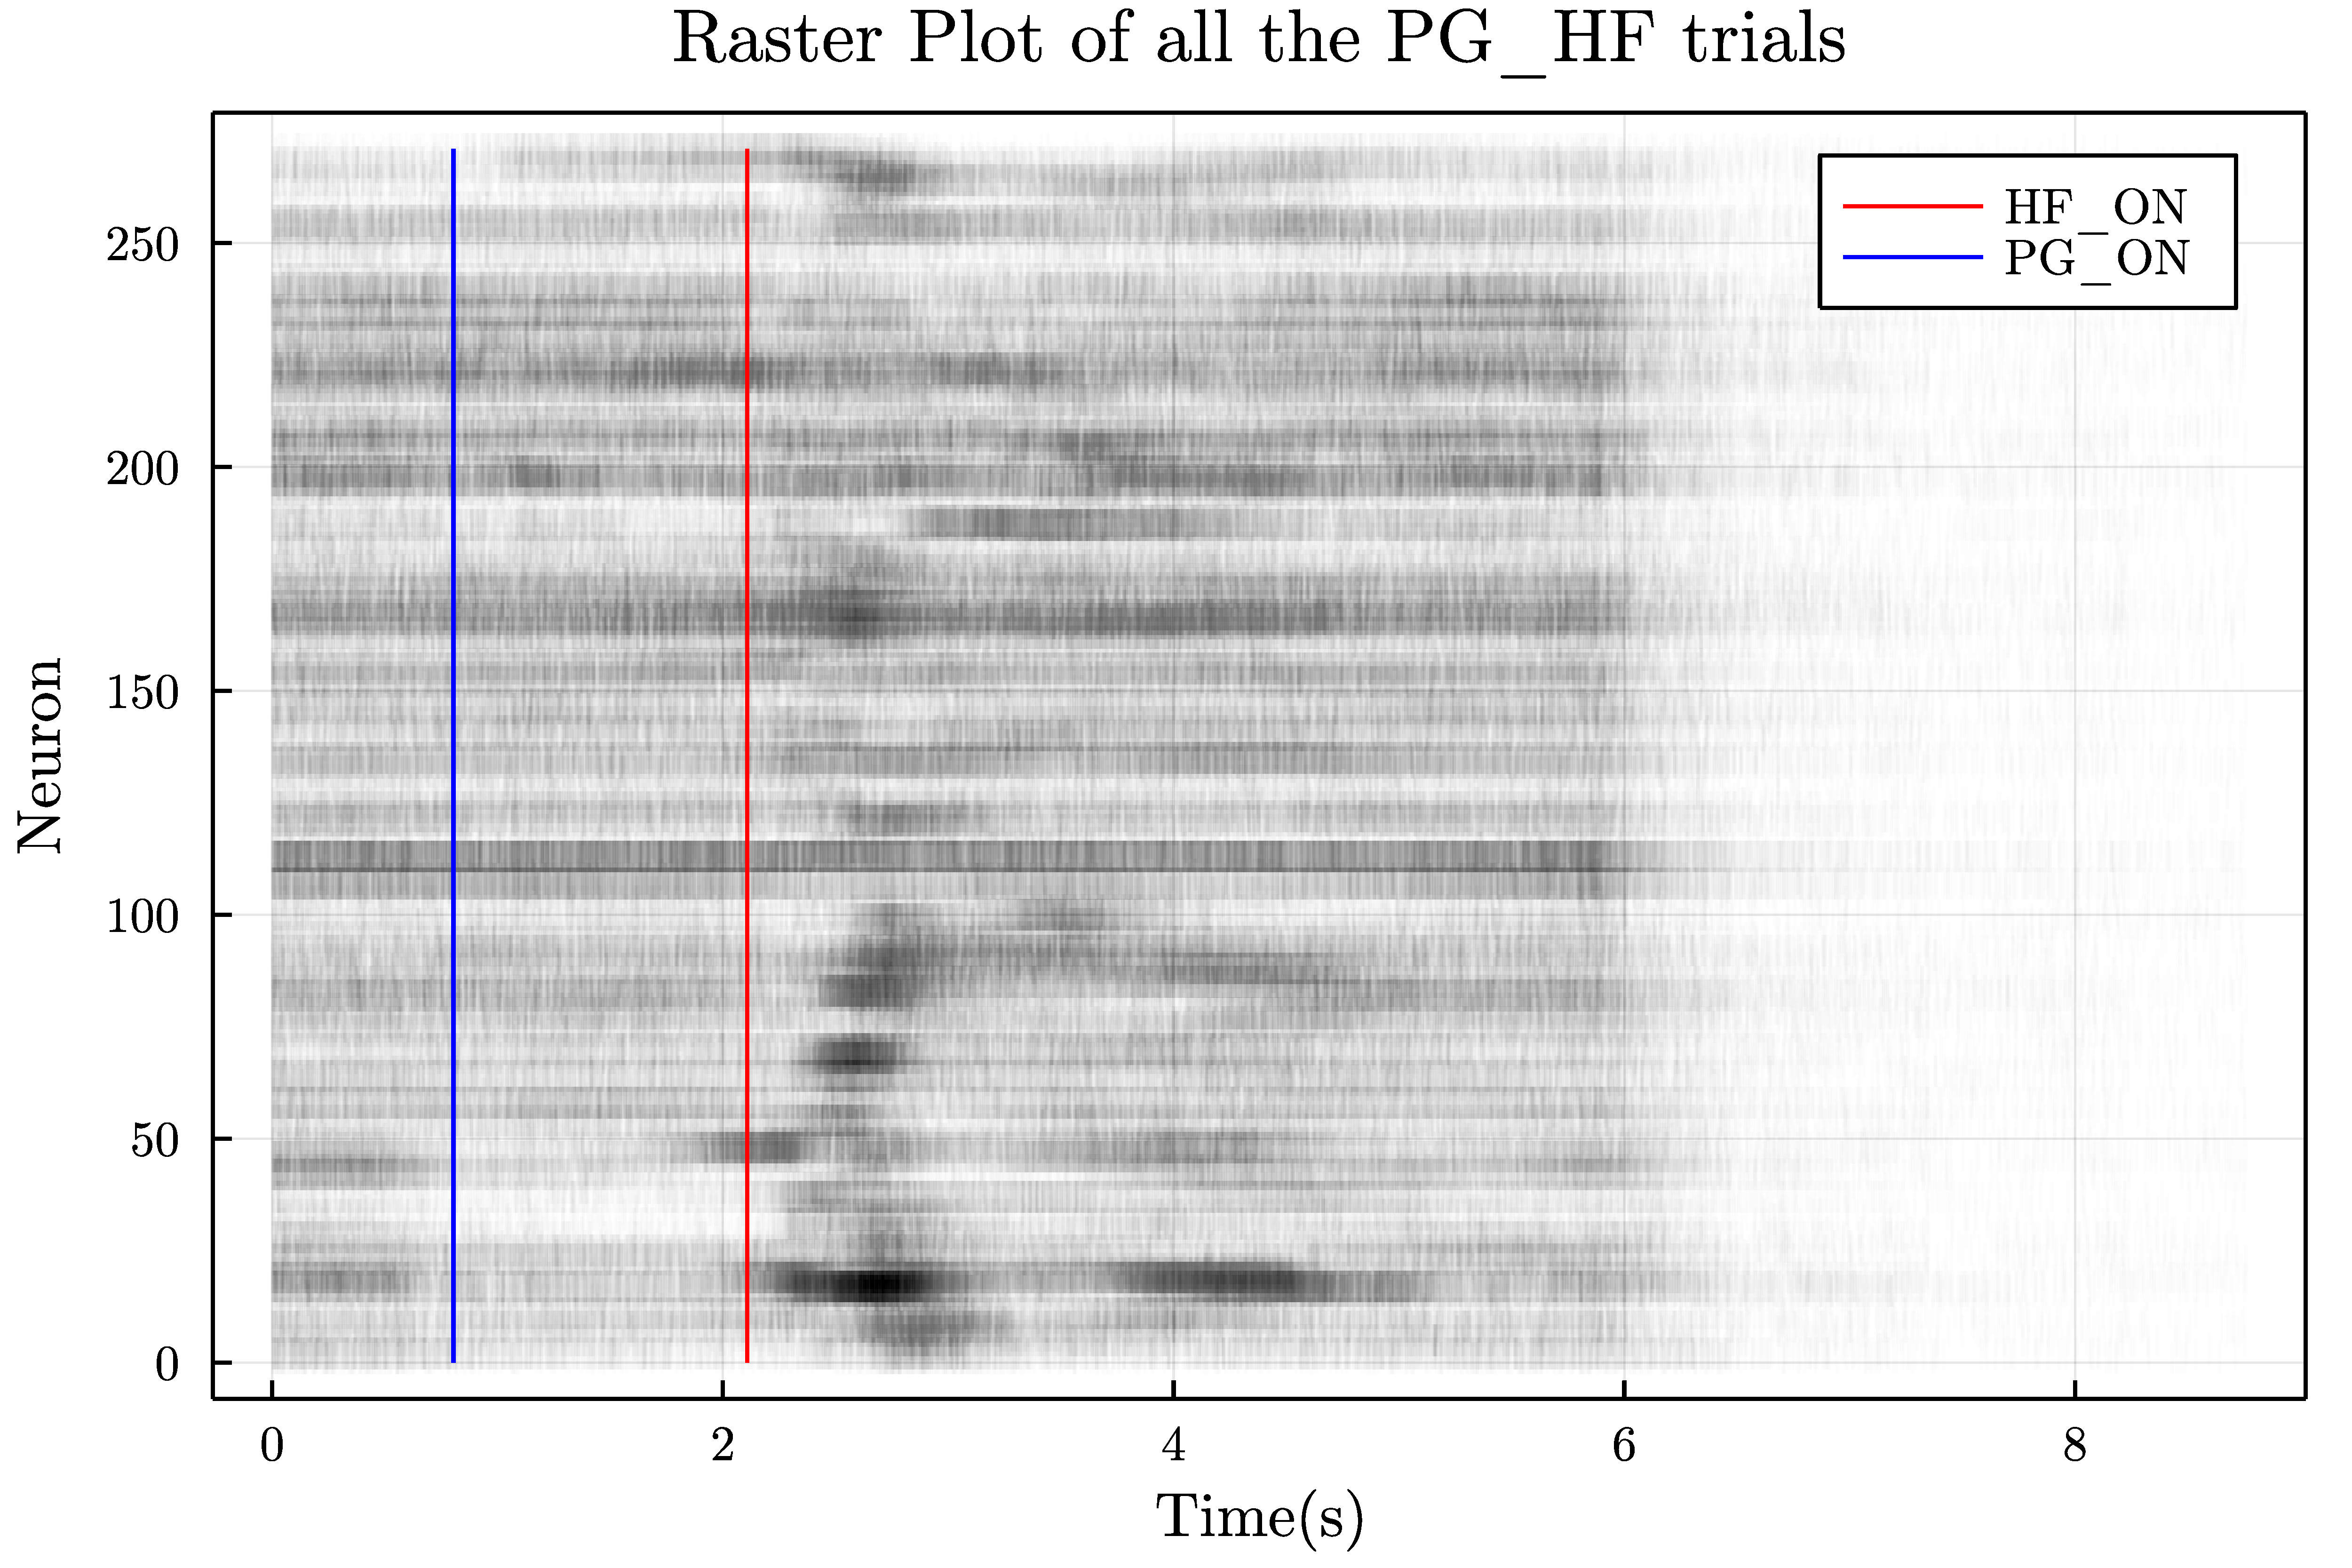 Raster Plot of all the PG_HF trials
HF_ON
PG_ON
250
200
150
100
50
0
Neuron
0 2 4 6 8
Time(s)